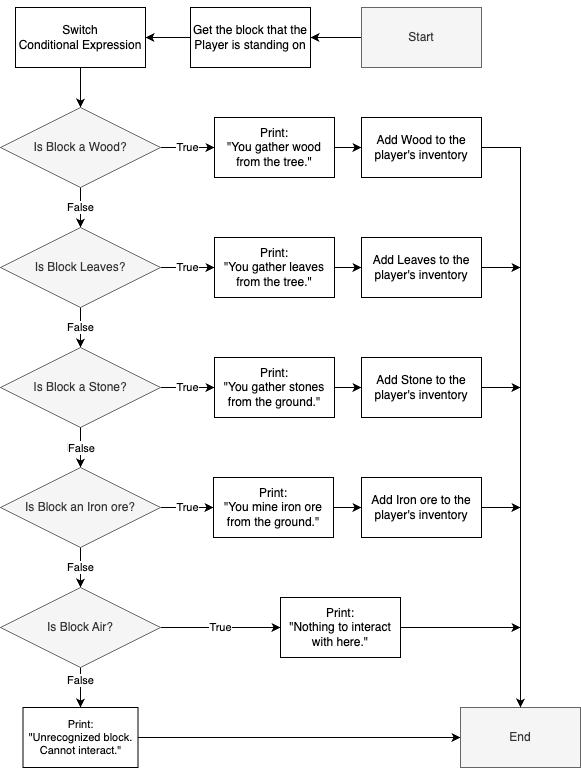 Switch
Conditional Expression
Get the block that the
Player is standing on
Start
Is Block a Wood?
True
Print:
"You gather wood
from the tree."
Add Wood to the
player's inventory
False
Is Block Leaves?
True
Print:
"You gather leaves
from the tree."
Add Leaves to the
player's inventory
False
Is Block a Stone?
True
Print:
"You gather stones
from the ground."
Add Stone to the
player's inventory
False
Is Block an Iron ore?
True
Print:
"You mine iron ore
from the ground."
Add Iron ore to the
player's inventory
False
Is Block Air?
True
Print:
"Nothing to interact
with here."
False
Print:
"Unrecognized block.
Cannot interact."
End